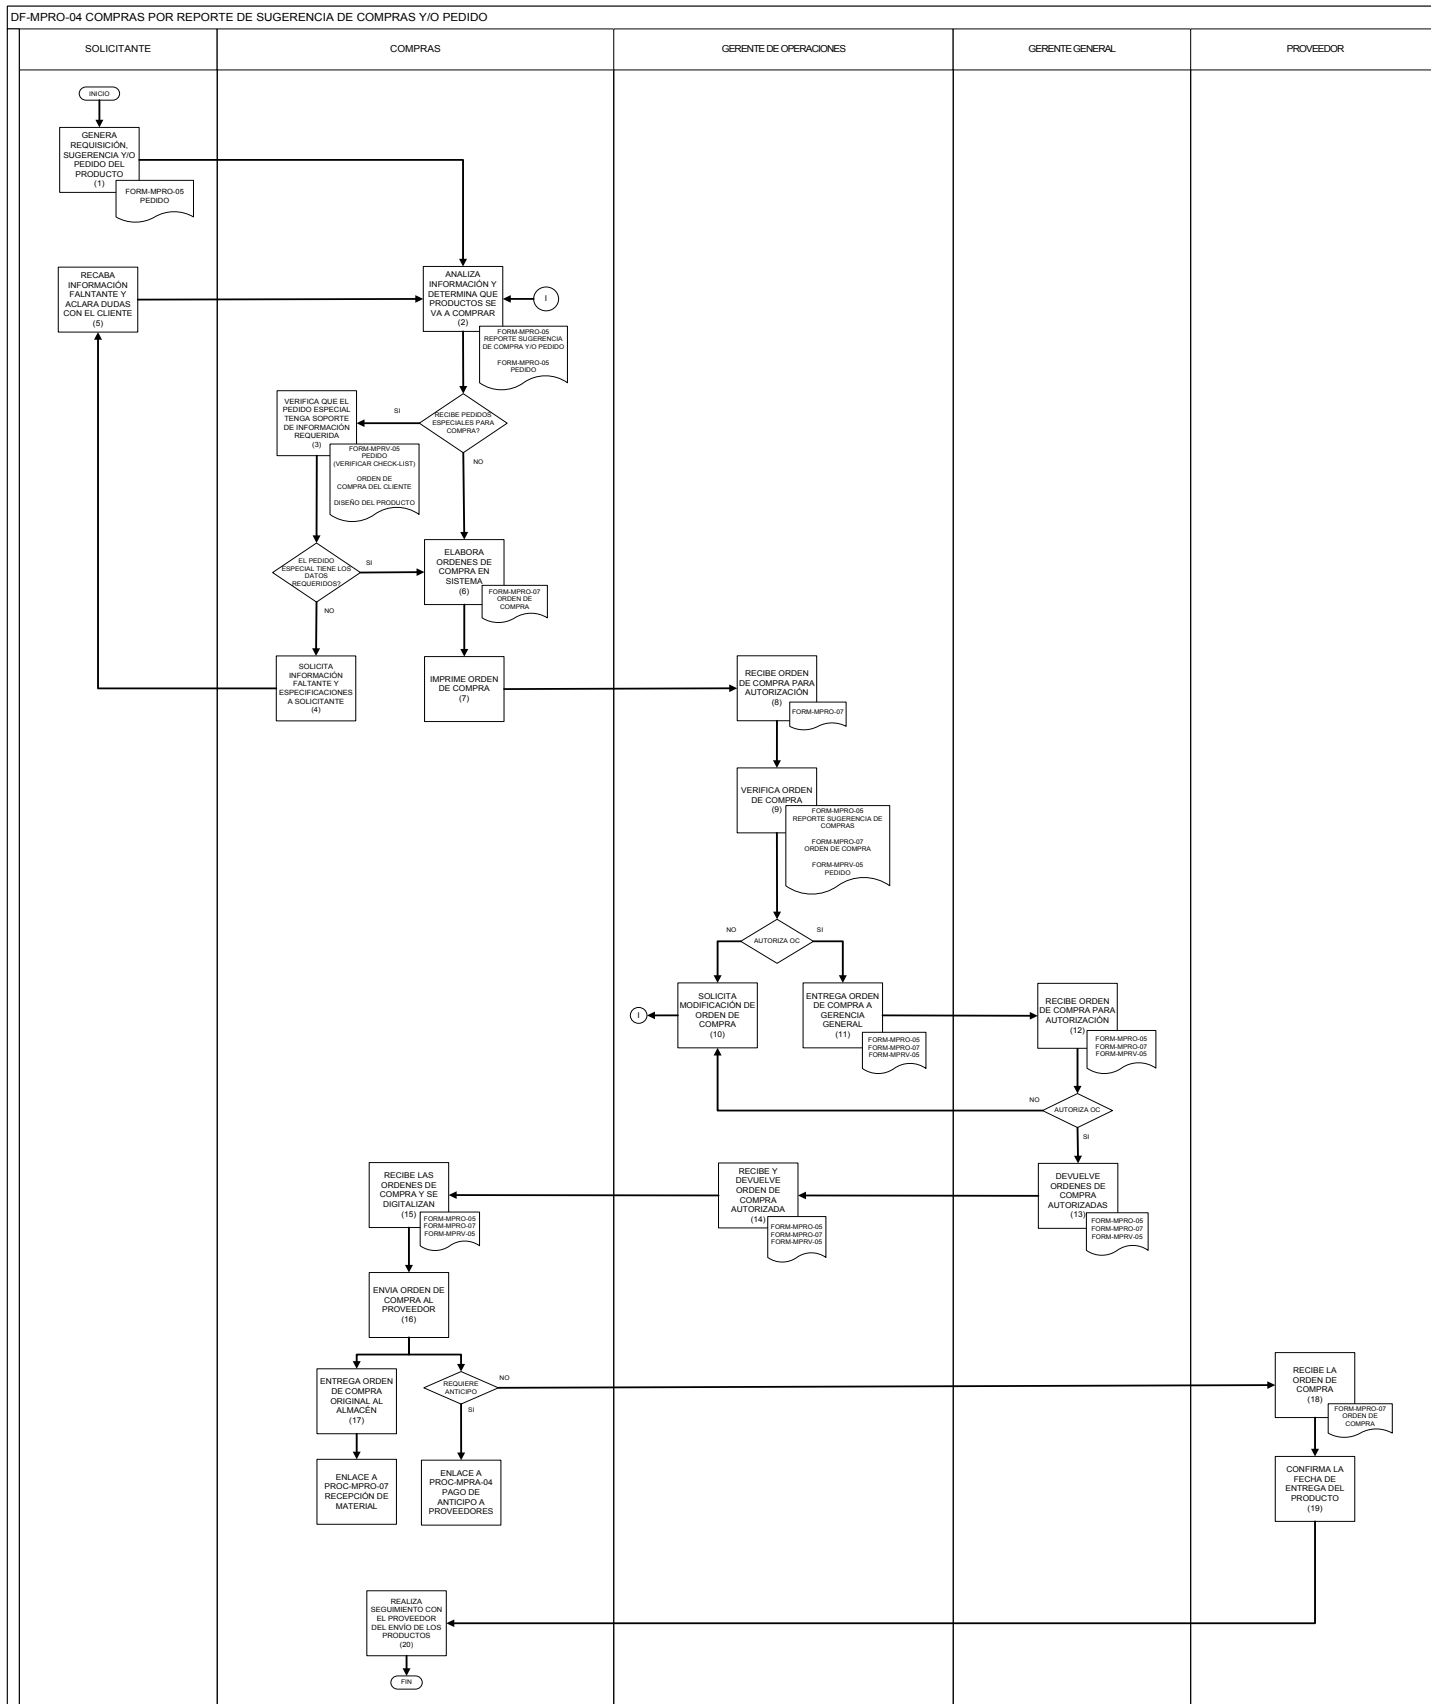 DF-MPRO-04 COMPRAS POR REPORTE DE SUGERENCIA DE COMPRAS Y/O PEDIDO
SOLICITANTE
COMPRAS
GERENTE DE OPERACIONES
GERENTE GENERAL
PROVEEDOR
INICIO
GENERA
REQUISICIÓN,
SUGERENCIA Y/O
PEDIDO DEL
PRODUCTO
(1)
FORM-MPRO-05
PEDIDO
RECABA
INFORMACIÓN
FALNTANTE Y
ACLARA DUDAS
CON EL CLIENTE
(5)
ANALIZA
INFORMACIÓN Y
DETERMINA QUE
PRODUCTOS SE
VA A COMPRAR
(2)
I
FORM-MPRO-05
REPORTE SUGERENCIA
DE COMPRA Y/O PEDIDO
FORM-MPRO-05
PEDIDO
VERIFICA QUE EL
PEDIDO ESPECIAL
TENGA SOPORTE
DE INFORMACIÓN
REQUERIDA
(3)
SI
RECIBE PEDIDOS
ESPECIALES PARA
COMPRA?
NO
FORM-MPRV-05
PEDIDO
(VERIFICAR CHECK-LIST)
ORDEN DE
COMPRA DEL CLIENTE
DISEÑO DEL PRODUCTO
EL PEDIDO
ESPECIAL TIENE LOS
DATOS
REQUERIDOS?
SI
NO
ELABORA
ORDENES DE
COMPRA EN
SISTEMA
(6)
FORM-MPRO-07
ORDEN DE
COMPRA
SOLICITA
INFORMACIÓN
FALTANTE Y
ESPECIFICACIONES
A SOLICITANTE
(4)
IMPRIME ORDEN
DE COMPRA
(7)
RECIBE ORDEN
DE COMPRA PARA
AUTORIZACIÓN
(8)
FORM-MPRO-07
VERIFICA ORDEN
DE COMPRA
(9)
FORM-MPRO-05
REPORTE SUGERENCIA DE
COMPRAS
FORM-MPRO-07
ORDEN DE COMPRA
FORM-MPRV-05
PEDIDO
NO
AUTORIZA OC
SI
I
SOLICITA
MODIFICACIÓN DE
ORDEN DE
COMPRA
(10)
ENTREGA ORDEN
DE COMPRA A
GERENCIA
GENERAL
(11)
FORM-MPRO-05
FORM-MPRO-07
FORM-MPRV-05
RECIBE ORDEN
DE COMPRA PARA
AUTORIZACIÓN
(12)
FORM-MPRO-05
FORM-MPRO-07
FORM-MPRV-05
NO
AUTORIZA OC
SI
RECIBE LAS
ORDENES DE
COMPRA Y SE
DIGITALIZAN
(15)
FORM-MPRO-05
FORM-MPRO-07
FORM-MPRV-05
RECIBE Y
DEVUELVE
ORDEN DE
COMPRA
AUTORIZADA
(14)
FORM-MPRO-05
FORM-MPRO-07
FORM-MPRV-05
DEVUELVE
ORDENES DE
COMPRA
AUTORIZADAS
(13)
FORM-MPRO-05
FORM-MPRO-07
FORM-MPRV-05
ENVIA ORDEN DE
COMPRA AL
PROVEEDOR
(16)
ENTREGA ORDEN
DE COMPRA
ORIGINAL AL
ALMACÉN
(17)
REQUIERE
ANTICIPO
NO
SI
RECIBE LA
ORDEN DE
COMPRA
(18)
FORM-MPRO-07
ORDEN DE
COMPRA
ENLACE A
PROC-MPRO-07
RECEPCIÓN DE
MATERIAL
ENLACE A
PROC-MPRA-04
PAGO DE
ANTICIPO A
PROVEEDORES
CONFIRMA LA
FECHA DE
ENTREGA DEL
PRODUCTO
(19)
REALIZA
SEGUIMIENTO CON
EL PROVEEDOR
DEL ENVÍO DE LOS
PRODUCTOS
(20)
FIN